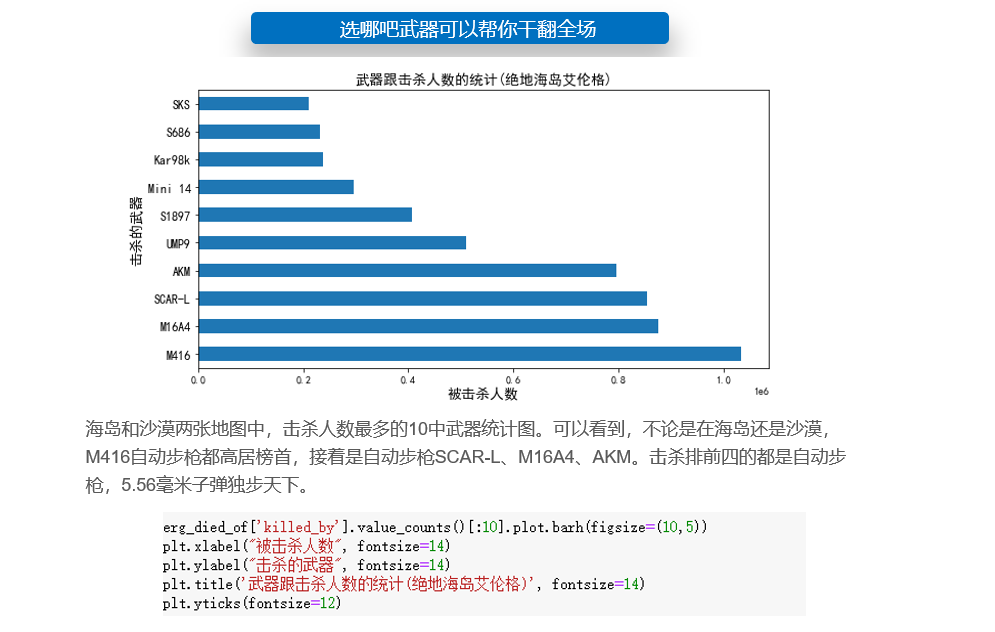 选哪吧武器可以帮你干翻全场
武器跟击杀人数的统计(绝地海岛艾伦格)
SKS
S686
Kar98k
Mini 14
S1897
UMP9
AKM
SCAR-L
M16A4
M416
击杀的武器
0.0 0.2 0.4 0.6 0.8 1.0
1e6
被击杀人数
海岛和沙漠两张地图中，击杀人数最多的10中武器统计图。可以看到，不论是在海岛还是沙漠，
M416自动步枪都高居榜首，接着是自动步枪SCAR-L、M16A4、AKM。击杀排前四的都是自动步
枪，5.56毫米子弹独步天下。
erg_died_of['killed_by'].value_counts()[:10].plot.barh(figsize=(10,5))
plt.xlabel("被击杀人数", fontsize=14)
plt.ylabel("击杀的武器", fontsize=14)
plt.title('武器跟击杀人数的统计(绝地海岛艾伦格)', fontsize=14)
plt.yticks(fontsize=12)